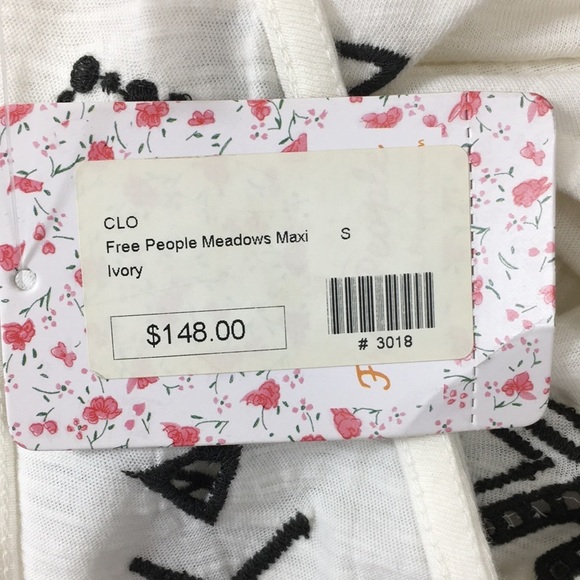 CLO
Free People Meadows Maxi S
Ivory
$148.00
# 3018